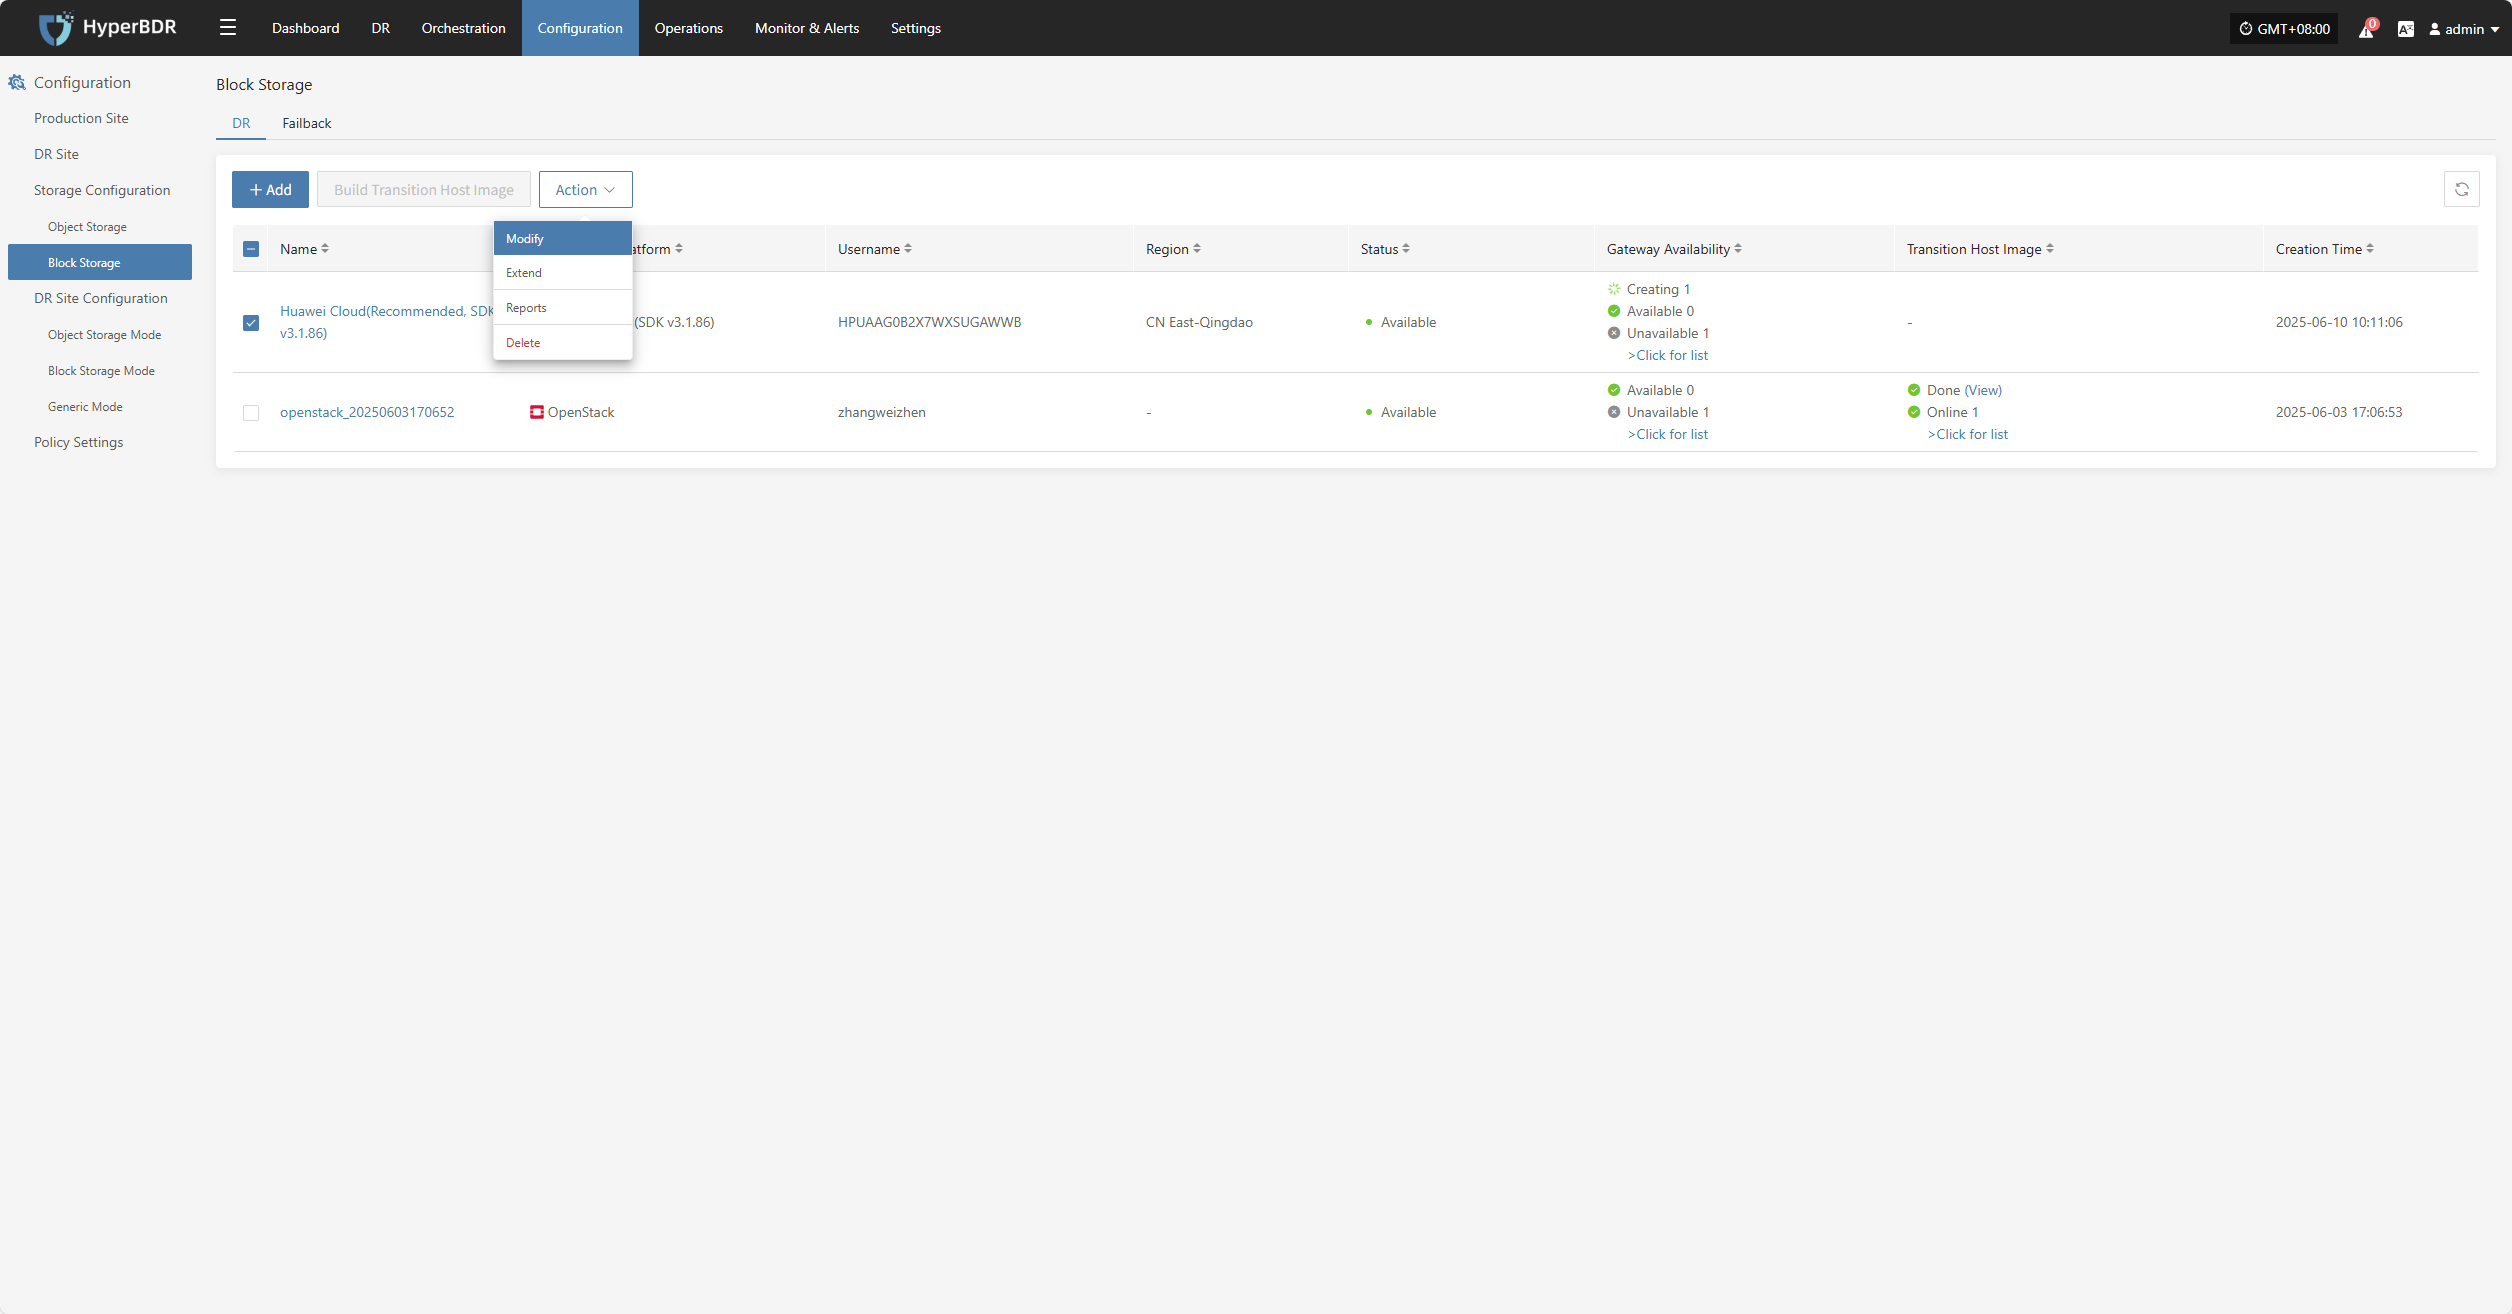 HyperBDR
Dashboard
DR
Orchestration
Configuration
Operations
Monitor & Alerts
Settings
GMT+08:00
0
admin
Configuration
Production Site
DR Site
Storage Configuration
Object Storage
Block Storage
DR Site Configuration
Object Storage Mode
Block Storage Mode
Generic Mode
Policy Settings
Block Storage
DR
Failback
+ Add
Build Transition Host Image
Action
Modify
Extend
Reports
Delete
Name
atform
Username
Region
Status
Gateway Availability
Transition Host Image
Creation Time
Huawei Cloud(Recommended, SDK
v3.1.86)
(SDK v3.1.86)
HPUAAG0B2X7WXSUGAWWB
CN East-Qingdao
Available
Creating 1
Available 0
Unavailable 1
>Click for list
-
2025-06-10 10:11:06
openstack_20250603170652
OpenStack
zhangweizhen
-
Available
Available 0
Unavailable 1
>Click for list
Done (View)
Online 1
>Click for list
2025-06-03 17:06:53